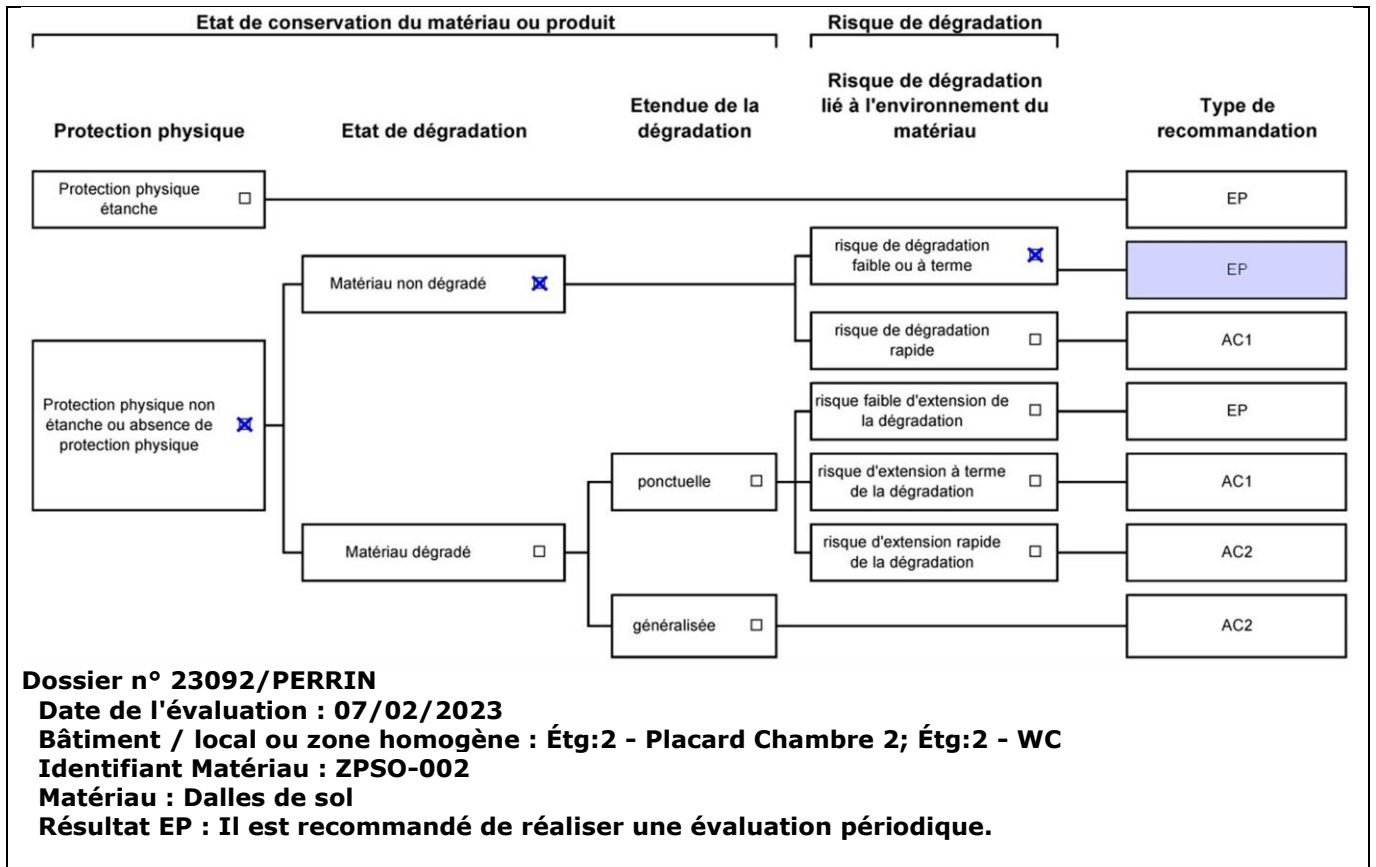 Etat de conservation du matériau ou produit
Risque de dégradation
Protection physique
Etat de dégradation
Etendue de la
dégradation
Risque de dégradation
lié à l'environnement du
matériau
Type de
recommandation
Protection physique
étanche
EP
Protection physique non
étanche ou absence de
protection physique
Matériau non dégradé
risque de dégradation
faible ou à terme
EP
risque de dégradation
rapide
AC1
Matériau dégradé
ponctuelle
risque faible d'extension de
la dégradation
EP
risque d'extension à terme
de la dégradation
AC1
risque d'extension rapide
de la dégradation
AC2
généralisée
AC2
Dossier n° 23092/PERRIN
Date de l'évaluation : 07/02/2023
Bâtiment / local ou zone homogène : Étg:2 - Placard Chambre 2; Étg:2 - WC
Identifiant Matériau : ZPSO-002
Matériau : Dalles de sol
Résultat EP : Il est recommandé de réaliser une évaluation périodique.